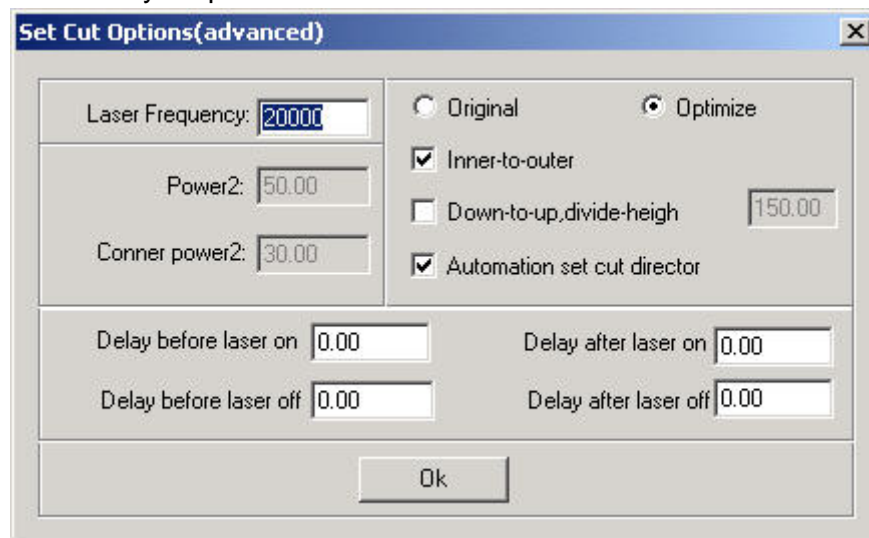 Set Cut Options(advanced)
Laser Frequency: 20000
Original Optimize
Power2: 50.00
Conner power2: 30.00
Inner-to-outer
Down-to-up,divide-heigh 150.00
Automation set cut director
Delay before laser on 0.00 Delay after laser on 0.00
Delay before laser off 0.00 Delay after laser off 0.00
Ok